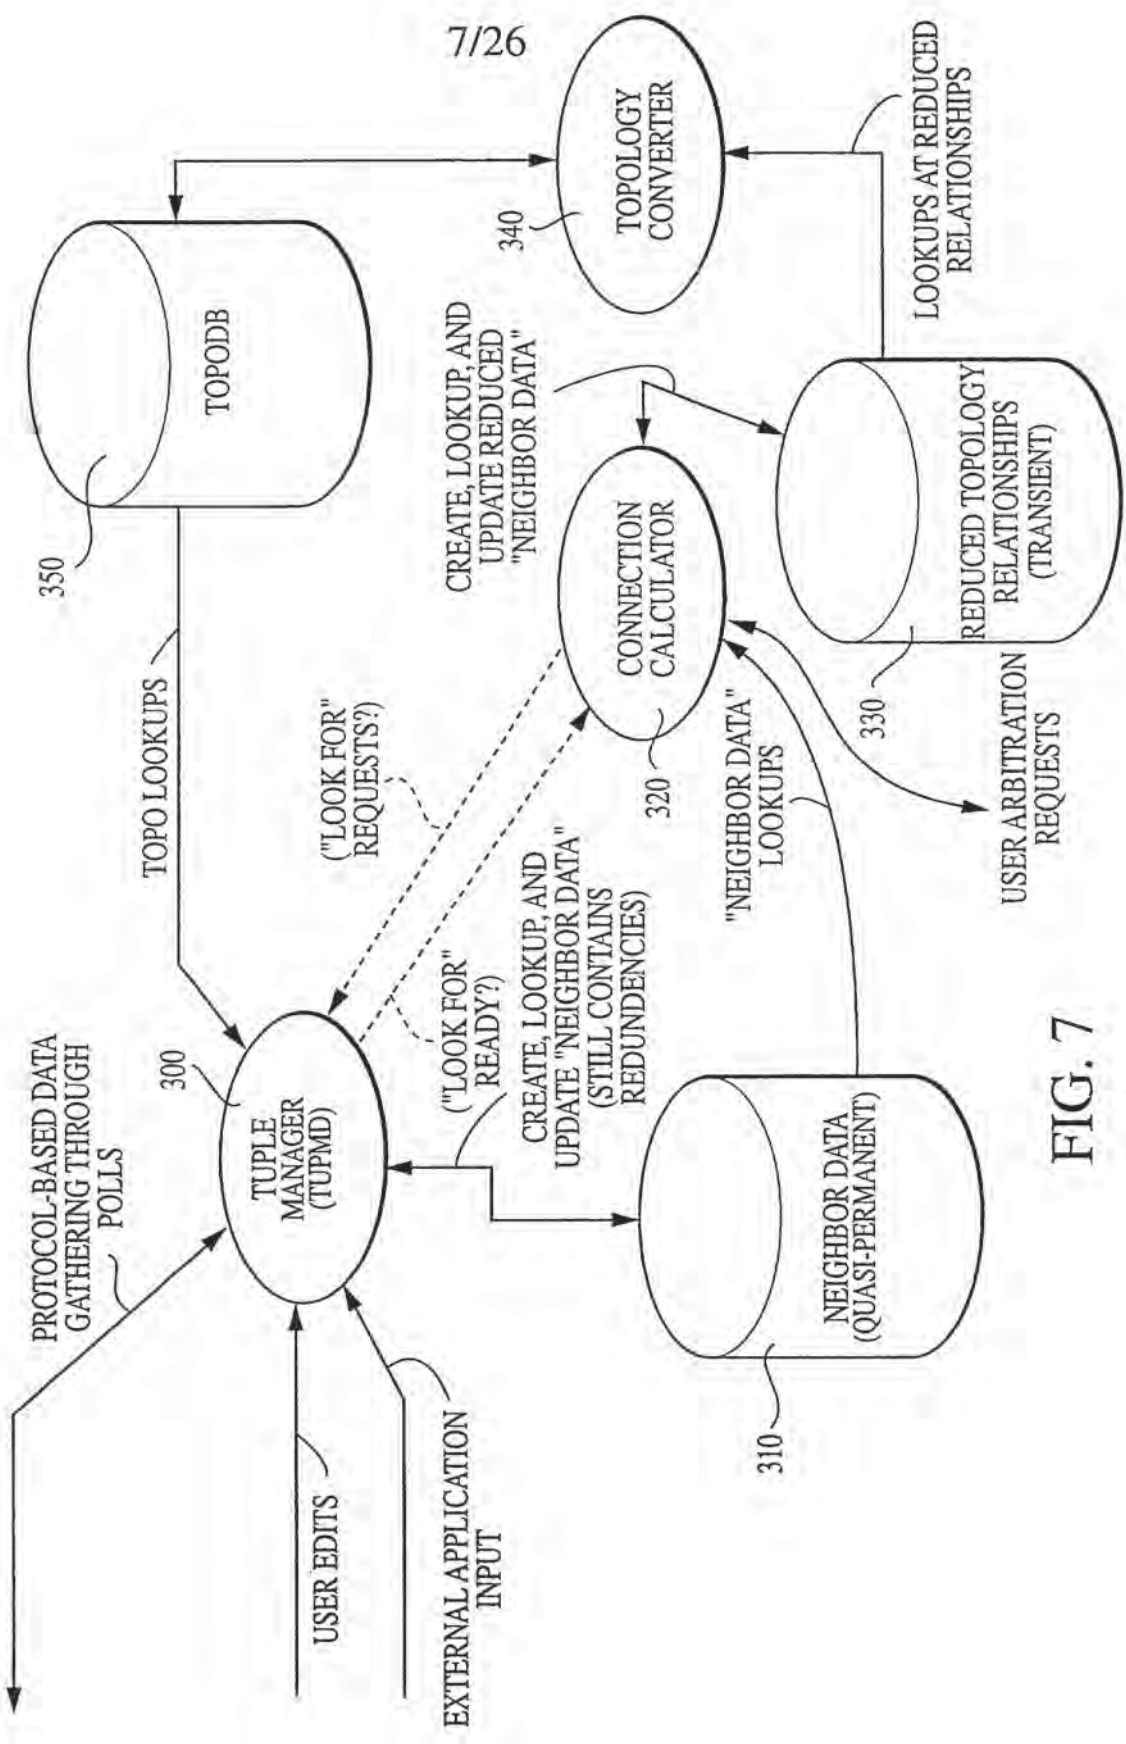 7/26
PROTOCOL-BASED DATA
GATHERING THROUGH
POLLS
USER EDITS
EXTERNAL APPLICATION
INPUT
300
TUPLE
MANAGER
(TUPMD)
TOPO LOOKUPS
350
TOPODB
("LOOK FOR"
REQUESTS?)
("LOOK FOR"
READY?)
CREATE, LOOKUP, AND
UPDATE "NEIGHBOR DATA"
(STILL CONTAINS
REDUNDENCIES)
310
NEIGHBOR DATA
(QUASI-PERMANENT)
"NEIGHBOR DATA"
LOOKUPS
320
CONNECTION
CALCULATOR
CREATE, LOOKUP, AND
UPDATE REDUCED
"NEIGHBOR DATA"
340
TOPOLOGY
CONVERTER
330
REDUCED TOPOLOGY
RELATIONSHIPS
(TRANSIENT)
LOOKUPS AT REDUCED
RELATIONSHIPS
USER ARBITRATION
REQUESTS
FIG. 7